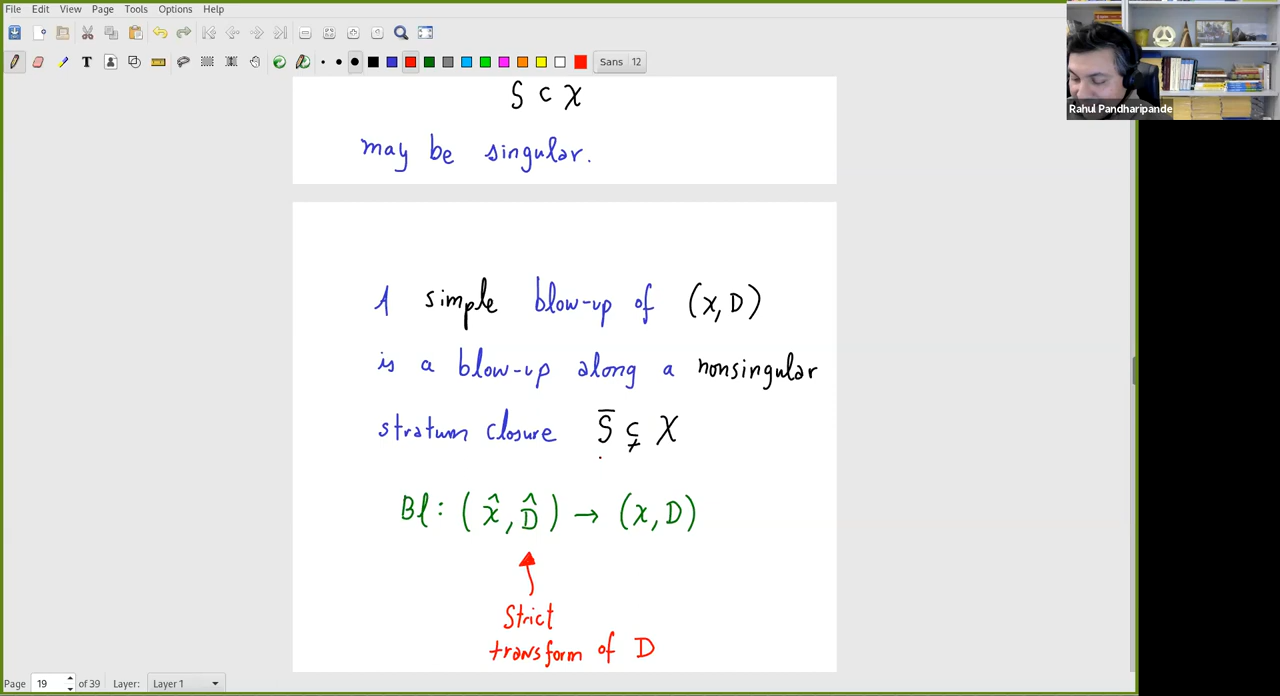 File Edit View Page Tools Options Help
Sans 12
Rahul Pandharipande
S ⊂ X
may be singular.
A simple blow-up of (X, D)
is a blow-up along a nonsingular
stratum closure S̄ ⊊ X
Bl: (X̂, D̂) → (X, D)
Strict
transform of D
Page 19 of 39 Layer: Layer 1